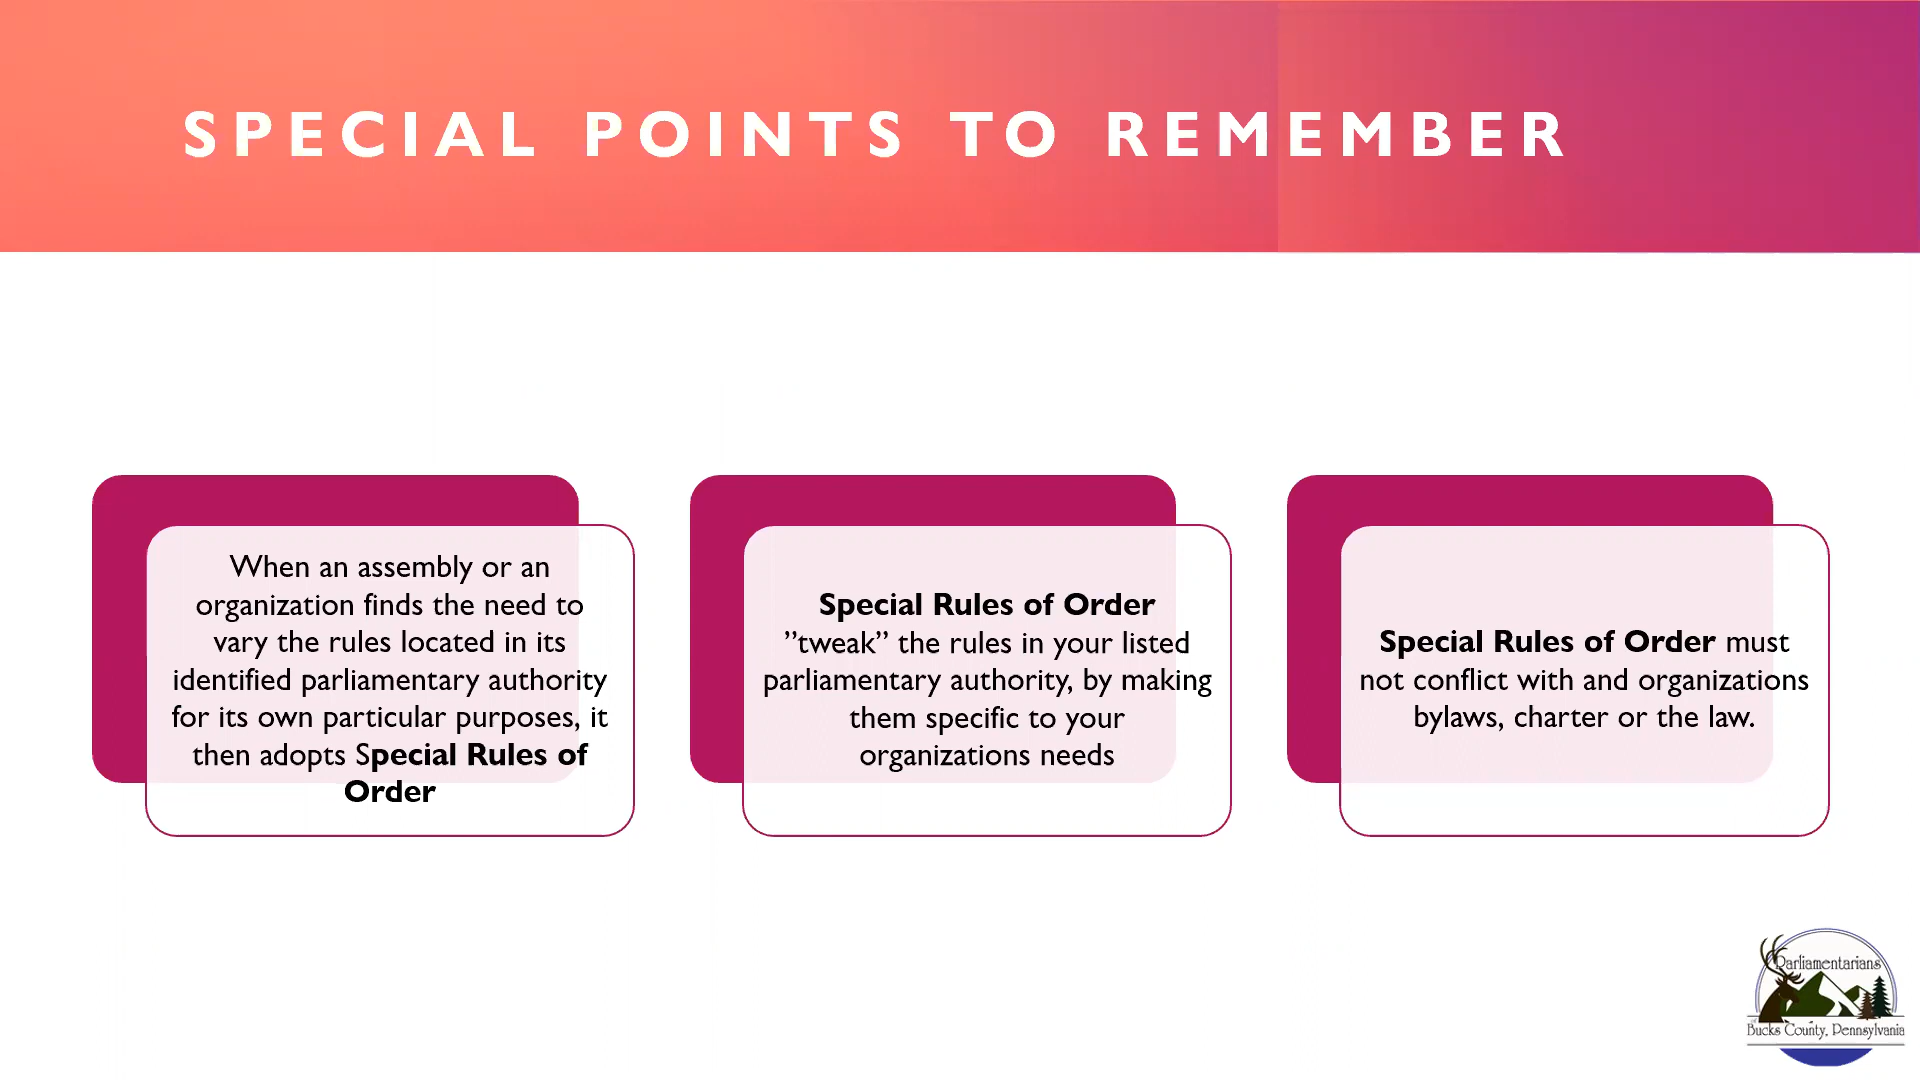 SPECIAL POINTS TO REMEMBER
When an assembly or an
organization finds the need to
vary the rules located in its
identified parliamentary authority
for its own particular purposes, it
then adopts Special Rules of
Order
Special Rules of Order
”tweak” the rules in your listed
parliamentary authority, by making
them specific to your
organizations needs
Special Rules of Order must
not conflict with and organizations
bylaws, charter or the law.
Parliamentarians
Bucks County, Pennsylvania